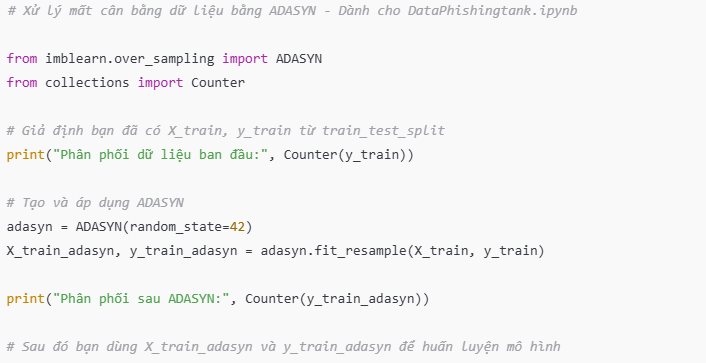 # Xử lý mất cân bằng dữ liệu bằng ADASYN - Dành cho DataPhishingtank.ipynb
from imblearn.over_sampling import ADASYN
from collections import Counter
# Giả định bạn đã có X_train, y_train từ train_test_split
print("Phân phối dữ liệu ban đầu:", Counter(y_train))
# Tạo và áp dụng ADASYN
adasyn = ADASYN(random_state=42)
X_train_adasyn, y_train_adasyn = adasyn.fit_resample(X_train, y_train)
print("Phân phối sau ADASYN:", Counter(y_train_adasyn))
# Sau đó bạn dùng X_train_adasyn và y_train_adasyn để huấn luyện mô hình